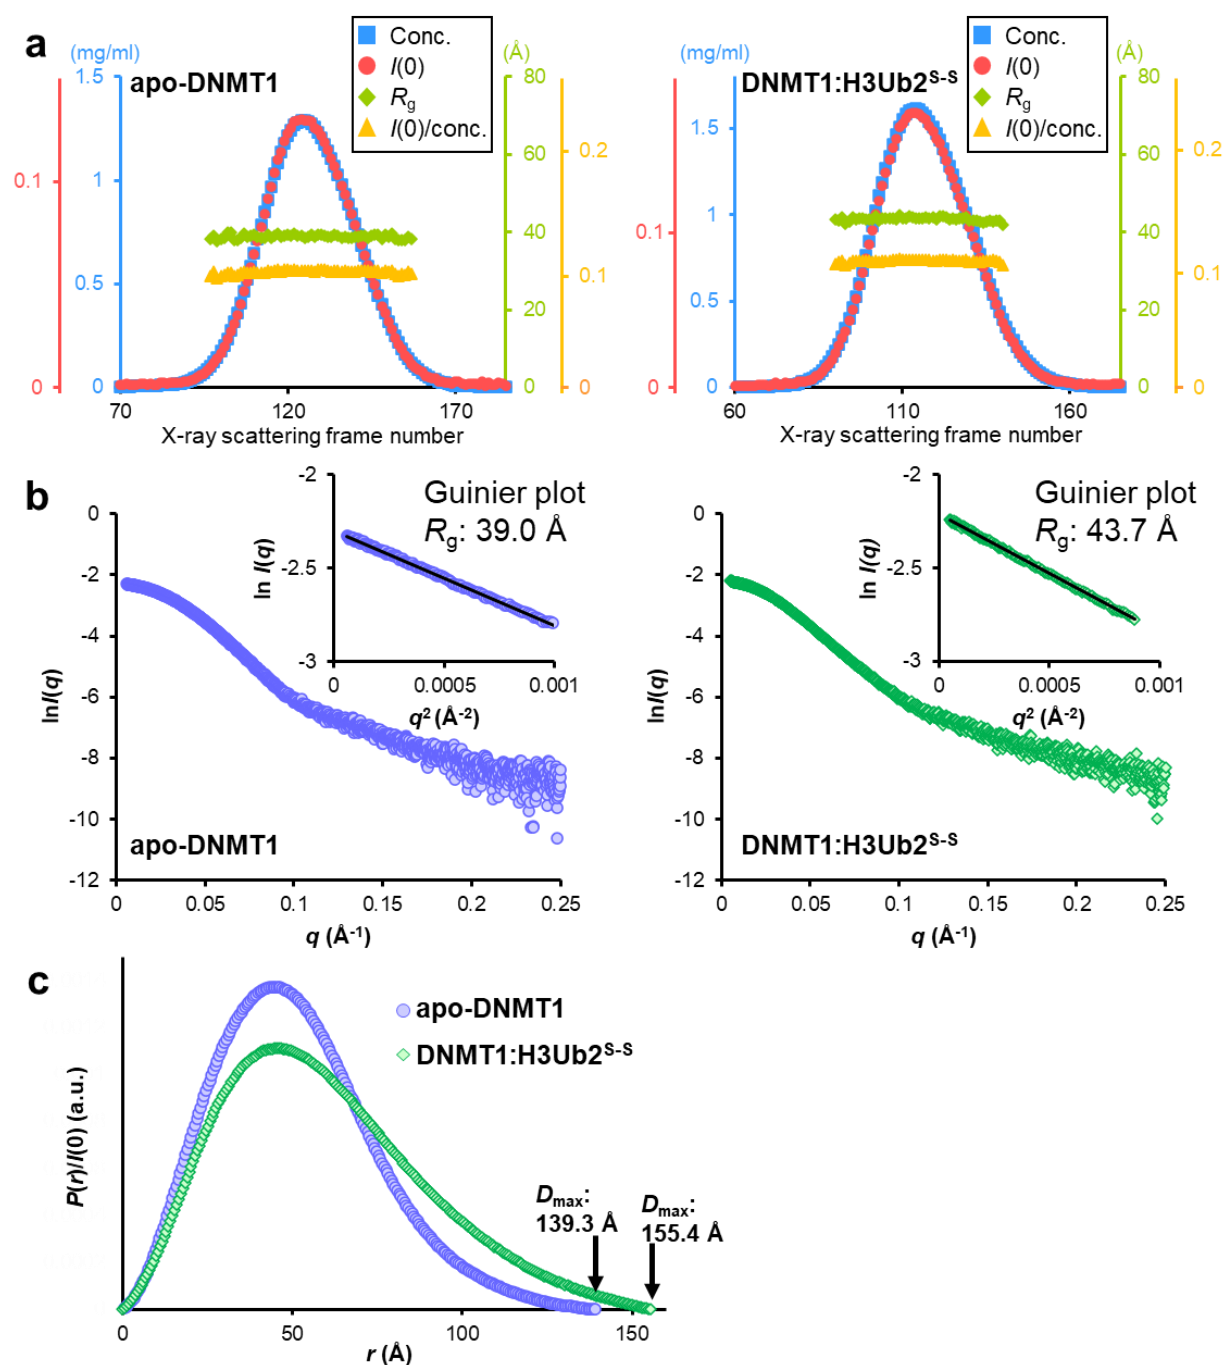 a
(mg/ml)
apo-DNMT1
Conc.
I(0)
Rg
I(0)/conc.
(Å)
0.1
0
1.5
1
0.5
0
80
60
40
20
0
0.2
0.1
0
70
120
170
X-ray scattering frame number
(mg/ml)
DNMT1:H3Ub2S-S
Conc.
I(0)
Rg
I(0)/conc.
(Å)
0.1
0
1.5
1
0.5
0
80
60
40
20
0
0.2
0.1
0
60
110
160
X-ray scattering frame number
b
Guinier plot
Rg: 39.0 Å
ln I(q)
-2
-2.5
-3
0
0.0005
0.001
q2 (Å-2)
lnI(q)
0
-2
-4
-6
-8
-10
-12
apo-DNMT1
0
0.05
0.1
0.15
0.2
0.25
q (Å-1)
Guinier plot
Rg: 43.7 Å
ln I(q)
-2
-2.5
-3
0
0.0005
0.001
q2 (Å-2)
lnI(q)
0
-2
-4
-6
-8
-10
-12
DNMT1:H3Ub2S-S
0
0.05
0.1
0.15
0.2
0.25
q (Å-1)
c
apo-DNMT1
DNMT1:H3Ub2S-S
P(r)/I(0) (a.u.)
Dmax:
139.3 Å
Dmax:
155.4 Å
0
50
100
150
r (Å)